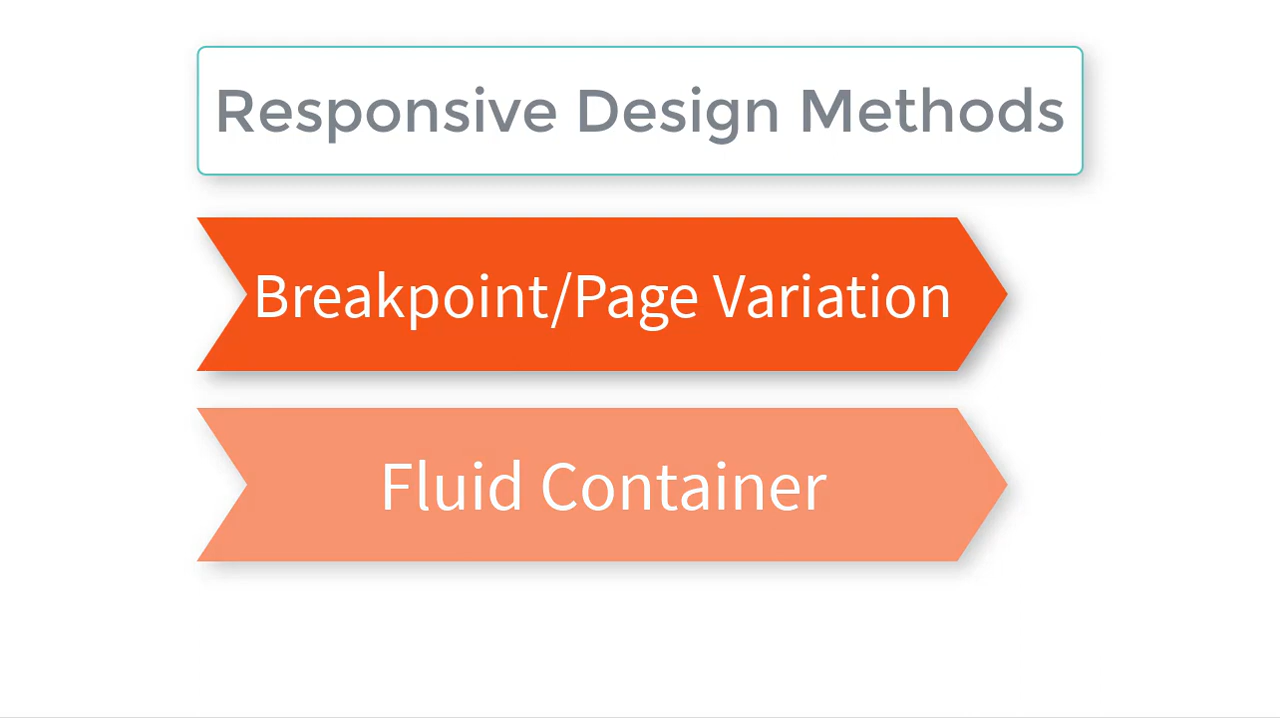 Responsive Design Methods
Breakpoint/Page Variation
Fluid Container